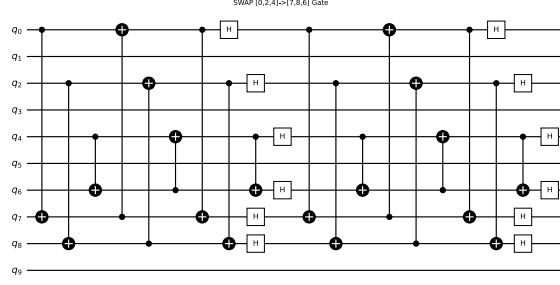 SWAP [0,2,4]->[7,8,6] Gate
q0 H H
q1
q2 H H
q3
q4 H H
q5
q6 H H
q7 H H
q8 H H
q9